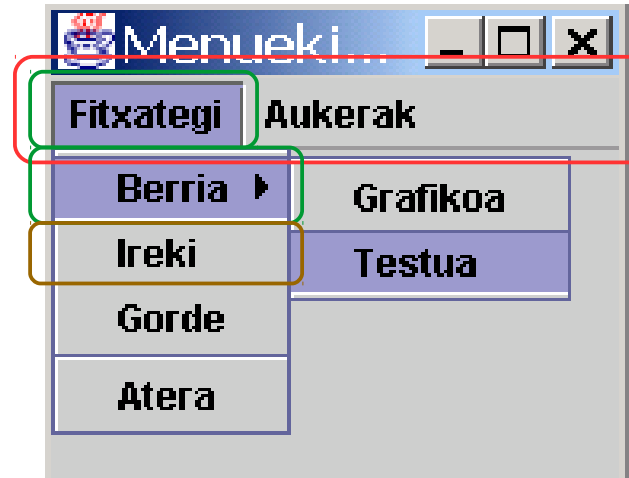 Menueki...
Fitxategi Aukerak
Berria
Grafikoa
Ireki
Testua
Gorde
Atera